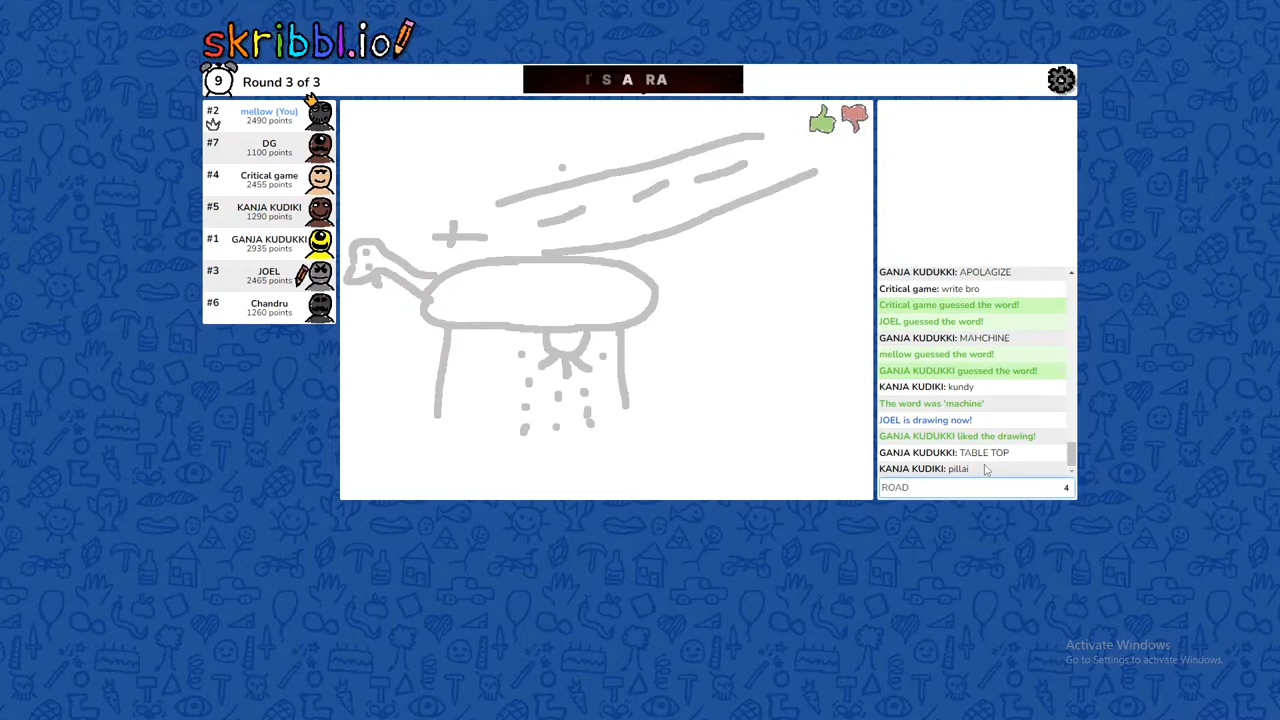 skribbl.io
9
Round 3 of 3
I' S A RA
#2
mellow (You)
2490 points
#7
DG
1100 points
#4
Critical game
2455 points
#5
KANJA KUDIKI
1290 points
#1
GANJA KUDUKKI
2935 points
#3
JOEL
2465 points
#6
Chandru
1260 points
GANJA KUDUKKI: APOLAGIZE
Critical game: write bro
Critical game guessed the word!
JOEL guessed the word!
GANJA KUDUKKI: MAHCHINE
mellow guessed the word!
GANJA KUDUKKI guessed the word!
KANJA KUDIKI: kundy
The word was 'machine'
JOEL is drawing now!
GANJA KUDUKKI liked the drawing!
GANJA KUDUKKI: TABLE TOP
KANJA KUDIKI: pillai
ROAD
4
Activate Windows
Go to Settings to activate Windows.